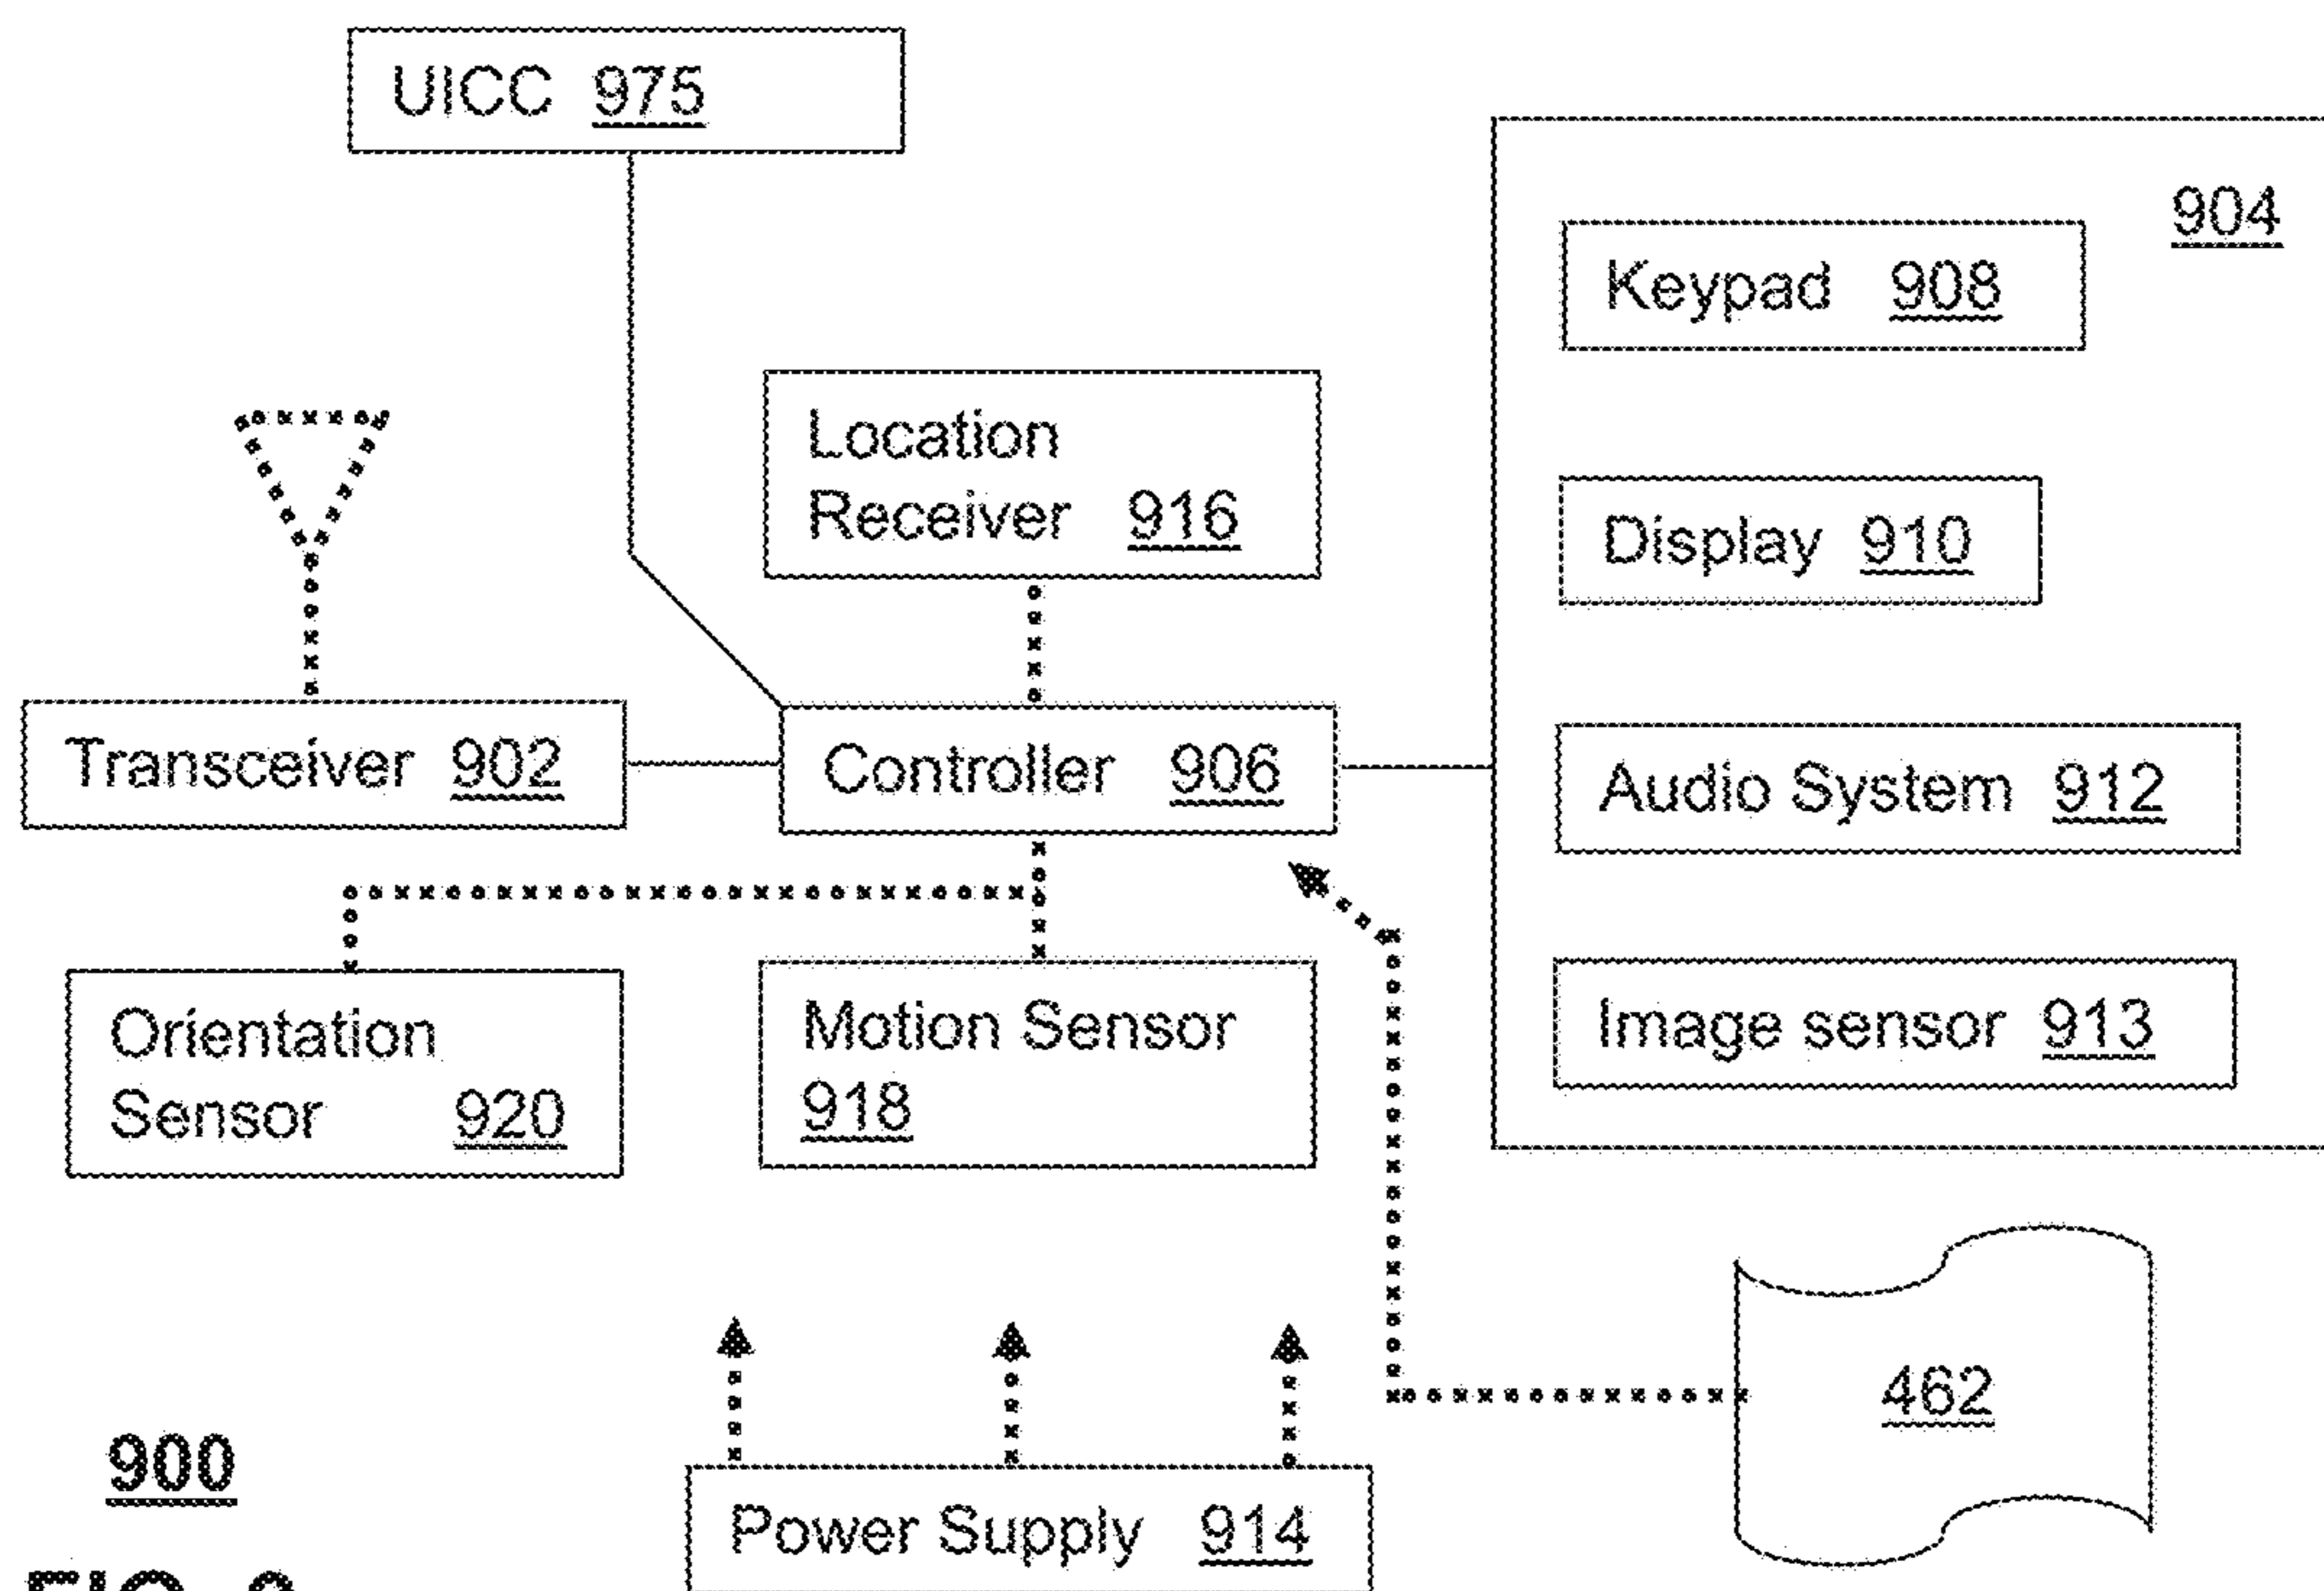 UICC 975
904
Keypad 908
Location
Receiver 916
Display 910
Transceiver 902
Controller 906
Audio System 912
Orientation
Sensor 920
Motion Sensor
918
Image sensor 913
462
900
Power Supply 914